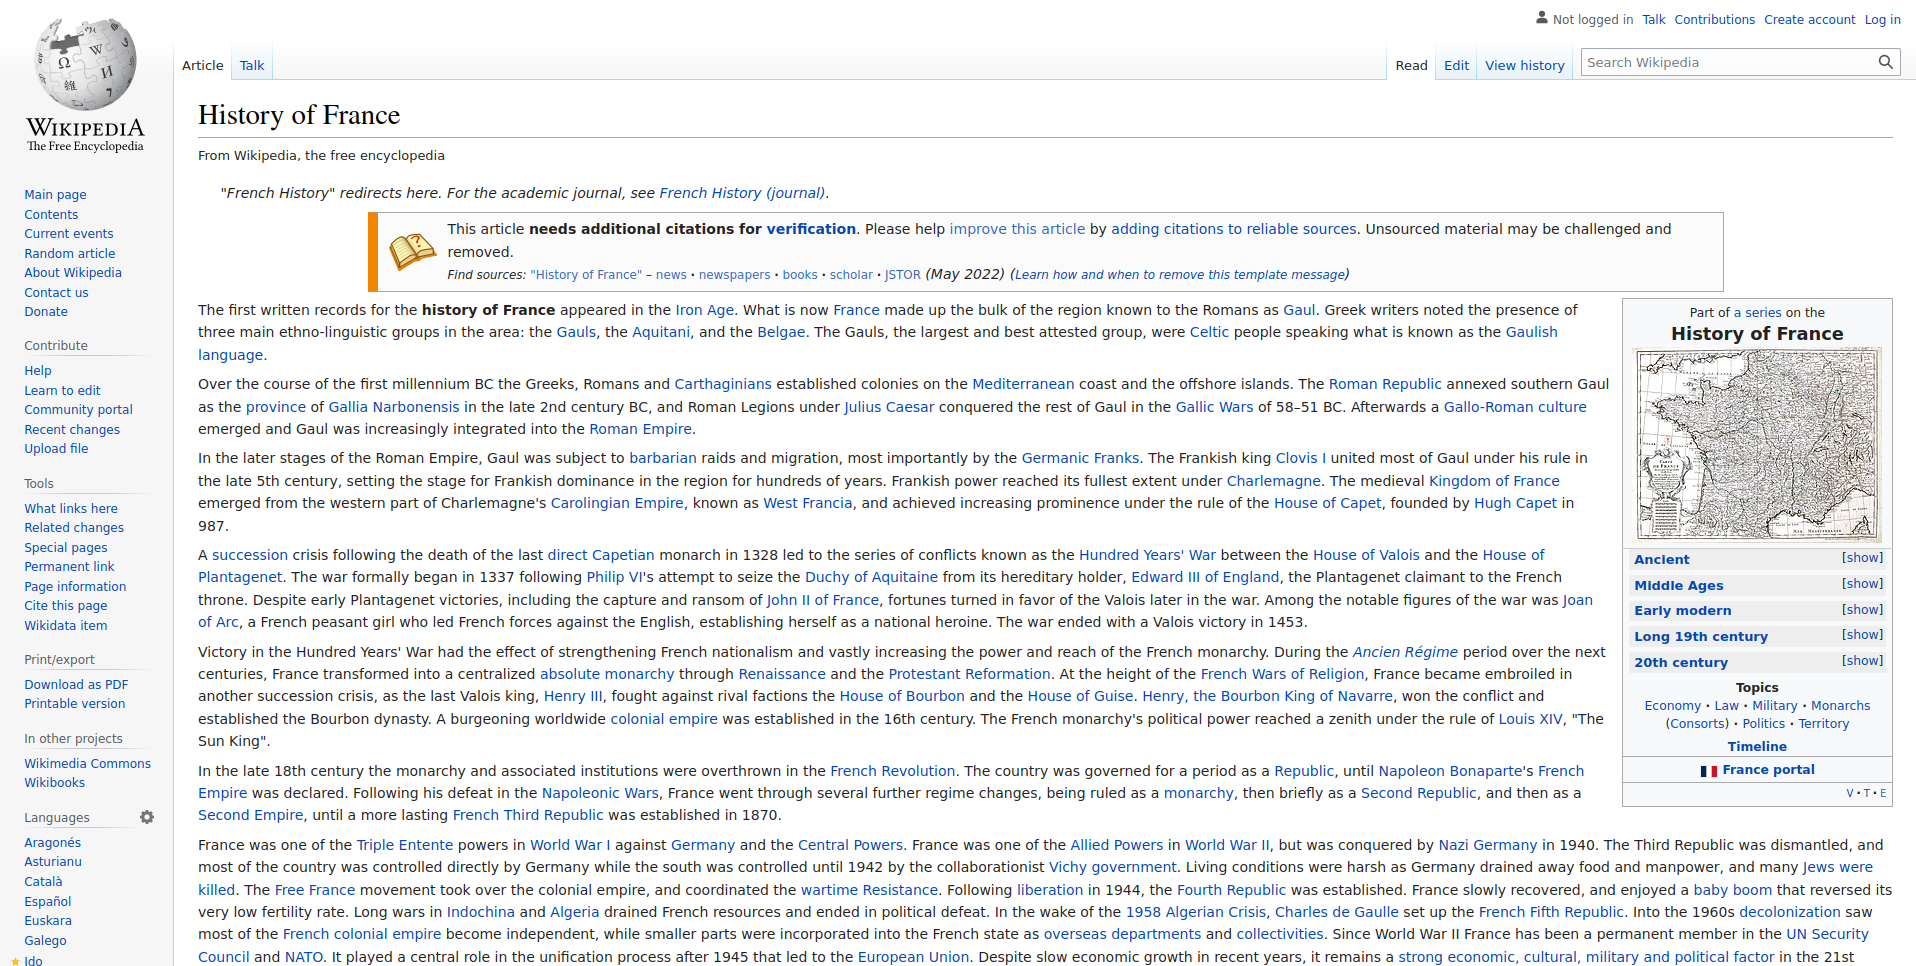 Not logged in Talk Contributions Create account Log in
Article Talk
Read Edit View history Search Wikipedia
WIKIPEDIA
The Free Encyclopedia
Main page
Contents
Current events
Random article
About Wikipedia
Contact us
Donate
Contribute
Help
Learn to edit
Community portal
Recent changes
Upload file
Tools
What links here
Related changes
Special pages
Permanent link
Page information
Cite this page
Wikidata item
Print/export
Download as PDF
Printable version
In other projects
Wikimedia Commons
Wikibooks
Languages
Aragonés
Asturianu
Català
Español
Euskara
Galego
Ido
History of France
From Wikipedia, the free encyclopedia
"French History" redirects here. For the academic journal, see French History (journal).
This article needs additional citations for verification. Please help improve this article by adding citations to reliable sources. Unsourced material may be challenged and
removed.
Find sources: "History of France" – news · newspapers · books · scholar · JSTOR (May 2022) (Learn how and when to remove this template message)
The first written records for the history of France appeared in the Iron Age. What is now France made up the bulk of the region known to the Romans as Gaul. Greek writers noted the presence of
three main ethno-linguistic groups in the area: the Gauls, the Aquitani, and the Belgae. The Gauls, the largest and best attested group, were Celtic people speaking what is known as the Gaulish
language.
Over the course of the first millennium BC the Greeks, Romans and Carthaginians established colonies on the Mediterranean coast and the offshore islands. The Roman Republic annexed southern Gaul
as the province of Gallia Narbonensis in the late 2nd century BC, and Roman Legions under Julius Caesar conquered the rest of Gaul in the Gallic Wars of 58–51 BC. Afterwards a Gallo-Roman culture
emerged and Gaul was increasingly integrated into the Roman Empire.
In the later stages of the Roman Empire, Gaul was subject to barbarian raids and migration, most importantly by the Germanic Franks. The Frankish king Clovis I united most of Gaul under his rule in
the late 5th century, setting the stage for Frankish dominance in the region for hundreds of years. Frankish power reached its fullest extent under Charlemagne. The medieval Kingdom of France
emerged from the western part of Charlemagne's Carolingian Empire, known as West Francia, and achieved increasing prominence under the rule of the House of Capet, founded by Hugh Capet in
987.
A succession crisis following the death of the last direct Capetian monarch in 1328 led to the series of conflicts known as the Hundred Years' War between the House of Valois and the House of
Plantagenet. The war formally began in 1337 following Philip VI's attempt to seize the Duchy of Aquitaine from its hereditary holder, Edward III of England, the Plantagenet claimant to the French
throne. Despite early Plantagenet victories, including the capture and ransom of John II of France, fortunes turned in favor of the Valois later in the war. Among the notable figures of the war was Joan
of Arc, a French peasant girl who led French forces against the English, establishing herself as a national heroine. The war ended with a Valois victory in 1453.
Victory in the Hundred Years' War had the effect of strengthening French nationalism and vastly increasing the power and reach of the French monarchy. During the Ancien Régime period over the next
centuries, France transformed into a centralized absolute monarchy through Renaissance and the Protestant Reformation. At the height of the French Wars of Religion, France became embroiled in
another succession crisis, as the last Valois king, Henry III, fought against rival factions the House of Bourbon and the House of Guise. Henry, the Bourbon King of Navarre, won the conflict and
established the Bourbon dynasty. A burgeoning worldwide colonial empire was established in the 16th century. The French monarchy's political power reached a zenith under the rule of Louis XIV, "The
Sun King".
In the late 18th century the monarchy and associated institutions were overthrown in the French Revolution. The country was governed for a period as a Republic, until Napoleon Bonaparte's French
Empire was declared. Following his defeat in the Napoleonic Wars, France went through several further regime changes, being ruled as a monarchy, then briefly as a Second Republic, and then as a
Second Empire, until a more lasting French Third Republic was established in 1870.
France was one of the Triple Entente powers in World War I against Germany and the Central Powers. France was one of the Allied Powers in World War II, but was conquered by Nazi Germany in 1940. The Third Republic was dismantled, and
most of the country was controlled directly by Germany while the south was controlled until 1942 by the collaborationist Vichy government. Living conditions were harsh as Germany drained away food and manpower, and many Jews were
killed. The Free France movement took over the colonial empire, and coordinated the wartime Resistance. Following liberation in 1944, the Fourth Republic was established. France slowly recovered, and enjoyed a baby boom that reversed its
very low fertility rate. Long wars in Indochina and Algeria drained French resources and ended in political defeat. In the wake of the 1958 Algerian Crisis, Charles de Gaulle set up the French Fifth Republic. Into the 1960s decolonization saw
most of the French colonial empire become independent, while smaller parts were incorporated into the French state as overseas departments and collectivities. Since World War II France has been a permanent member in the UN Security
Council and NATO. It played a central role in the unification process after 1945 that led to the European Union. Despite slow economic growth in recent years, it remains a strong economic, cultural, military and political factor in the 21st
Part of a series on the
History of France
Ancient [show]
Middle Ages [show]
Early modern [show]
Long 19th century [show]
20th century [show]
Topics
Economy · Law · Military · Monarchs
(Consorts) · Politics · Territory
Timeline
France portal
V · T · E